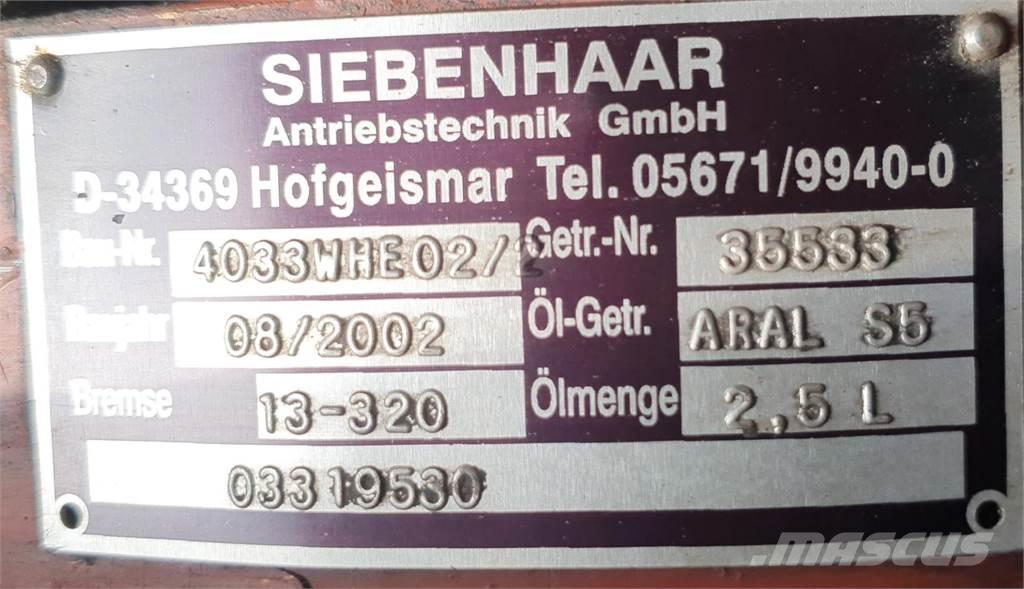 SIEBENHAAR
Antriebstechnik GmbH
D-34369 Hofgeismar Tel. 05671/9940-0
Bau-Nr. 4033WHE02/2 Getr.-Nr. 35533
Baujahr 08/2002 Öl-Getr. ARAL S5
Bremse 13-320 Ölmenge 2,5 L
03319530
MASCUS